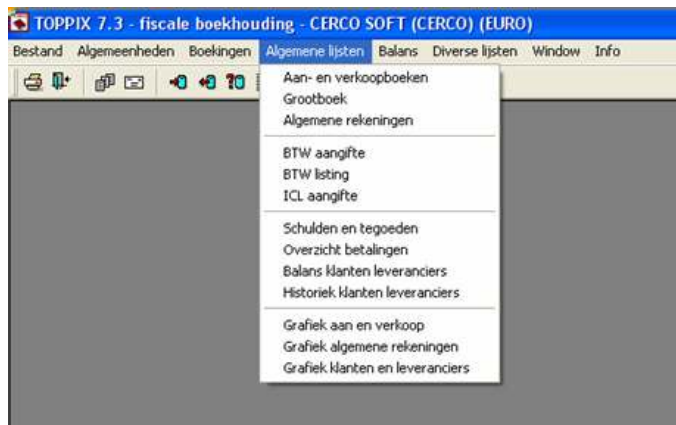 TOPPIX 7.3 - fiscale boekhouding - CERCO SOFT (CERCO) (EURO)
Bestand Algemeenheden Boekingen Algemene lijsten Balans Diverse lijsten Window Info
Aan- en verkoopboeken
Grootboek
Algemene rekeningen
BTW aangifte
BTW listing
ICL aangifte
Schulden en tegoeden
Overzicht betalingen
Balans klanten leveranciers
Historiek klanten leveranciers
Grafiek aan en verkoop
Grafiek algemene rekeningen
Grafiek klanten en leveranciers